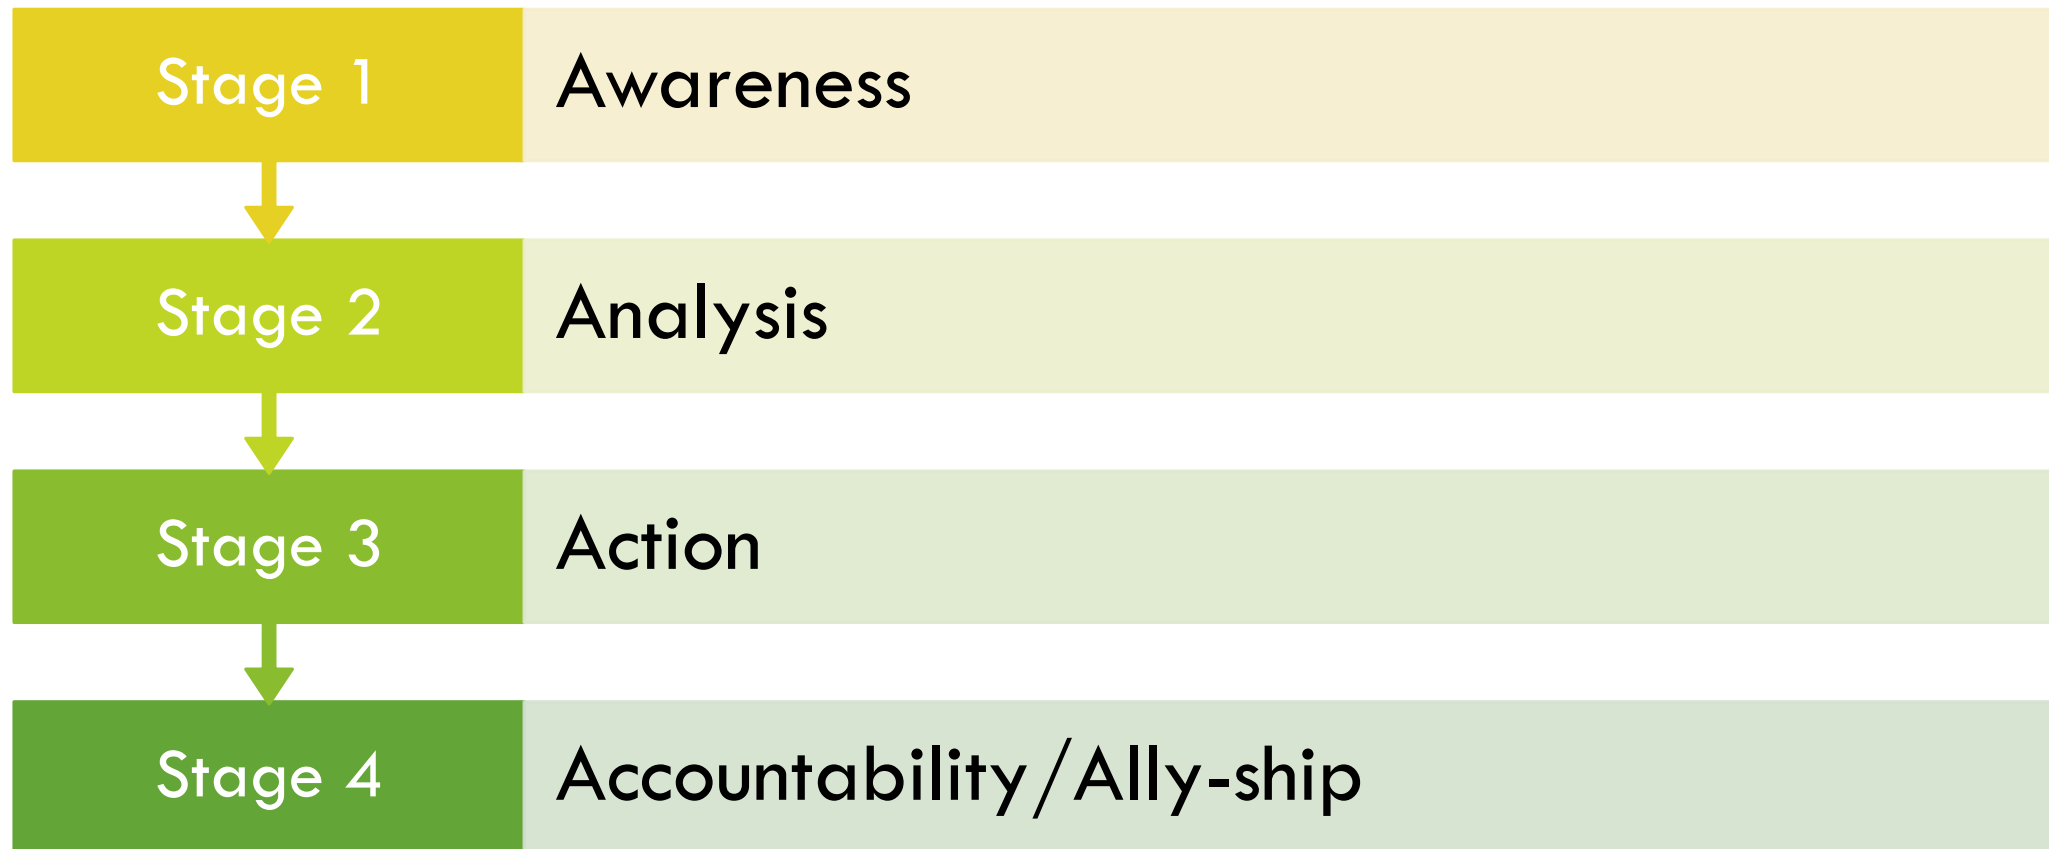 Stage 1
Awareness
Stage 2
Analysis
Stage 3
Action
Stage 4
Accountability/Ally-ship